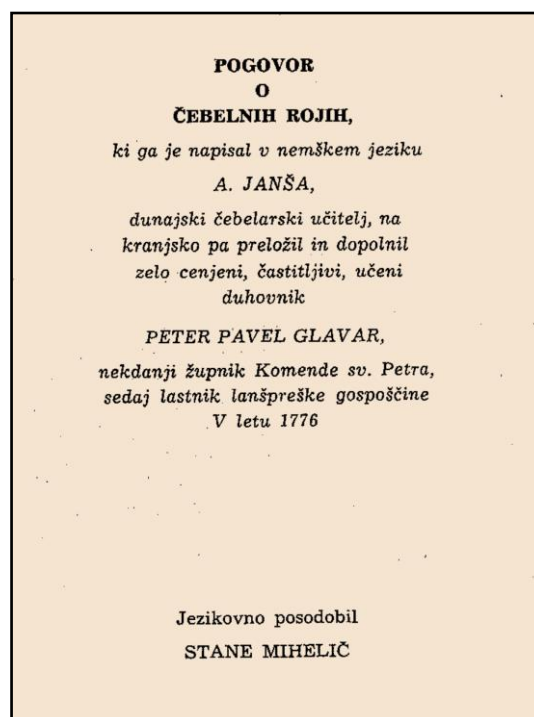 POGOVOR
O
ČEBELNIH ROJIH,
ki ga je napisal v nemškem jeziku
A. JANŠA,
dunajski čebelarski učitelj, na
kranjsko pa preložil in dopolnil
zelo cenjeni, častitljivi, učeni
duhovnik
PETER PAVEL GLAVAR,
nekdanji župnik Komende sv. Petra,
sedaj lastnik lanšpreške gospoščine
V letu 1776
Jezikovno posodobil
STANE MIHELIČ